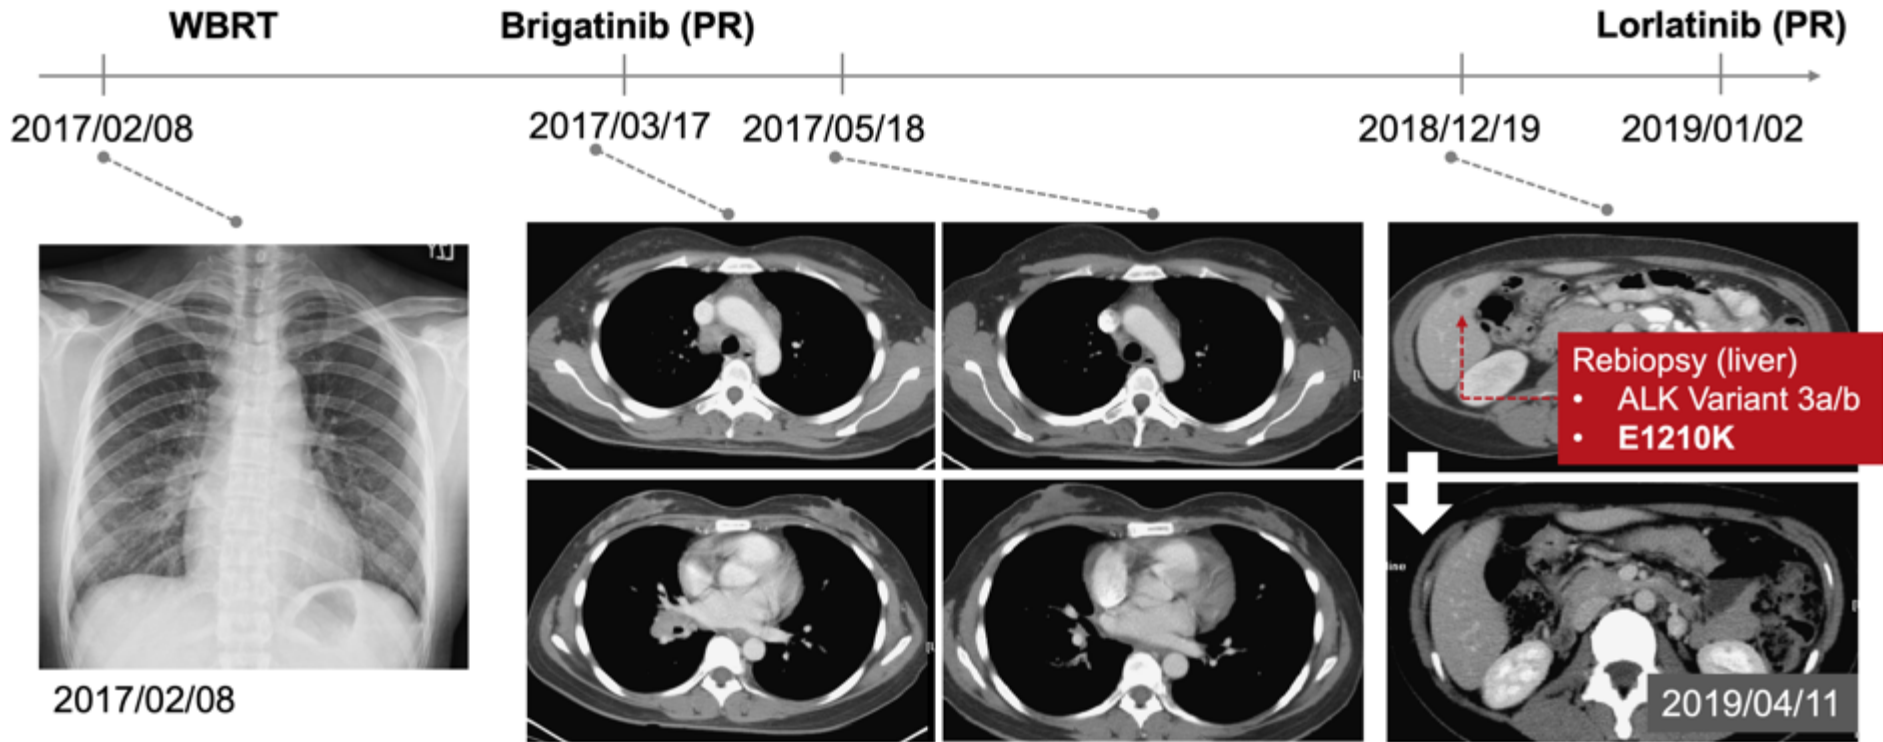 WBRT
Brigatinib (PR)
Lorlatinib (PR)
2017/02/08
2017/03/17
2017/05/18
2018/12/19
2019/01/02
Rebiopsy (liver)
• ALK Variant 3a/b
• E1210K
2017/02/08
2019/04/11